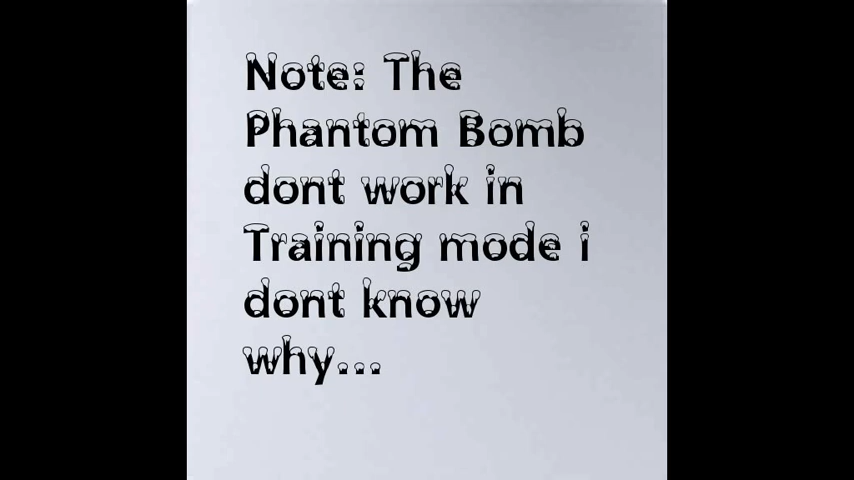 Note: The
Phantom Bomb
dont work in
Training mode i
dont know
why...